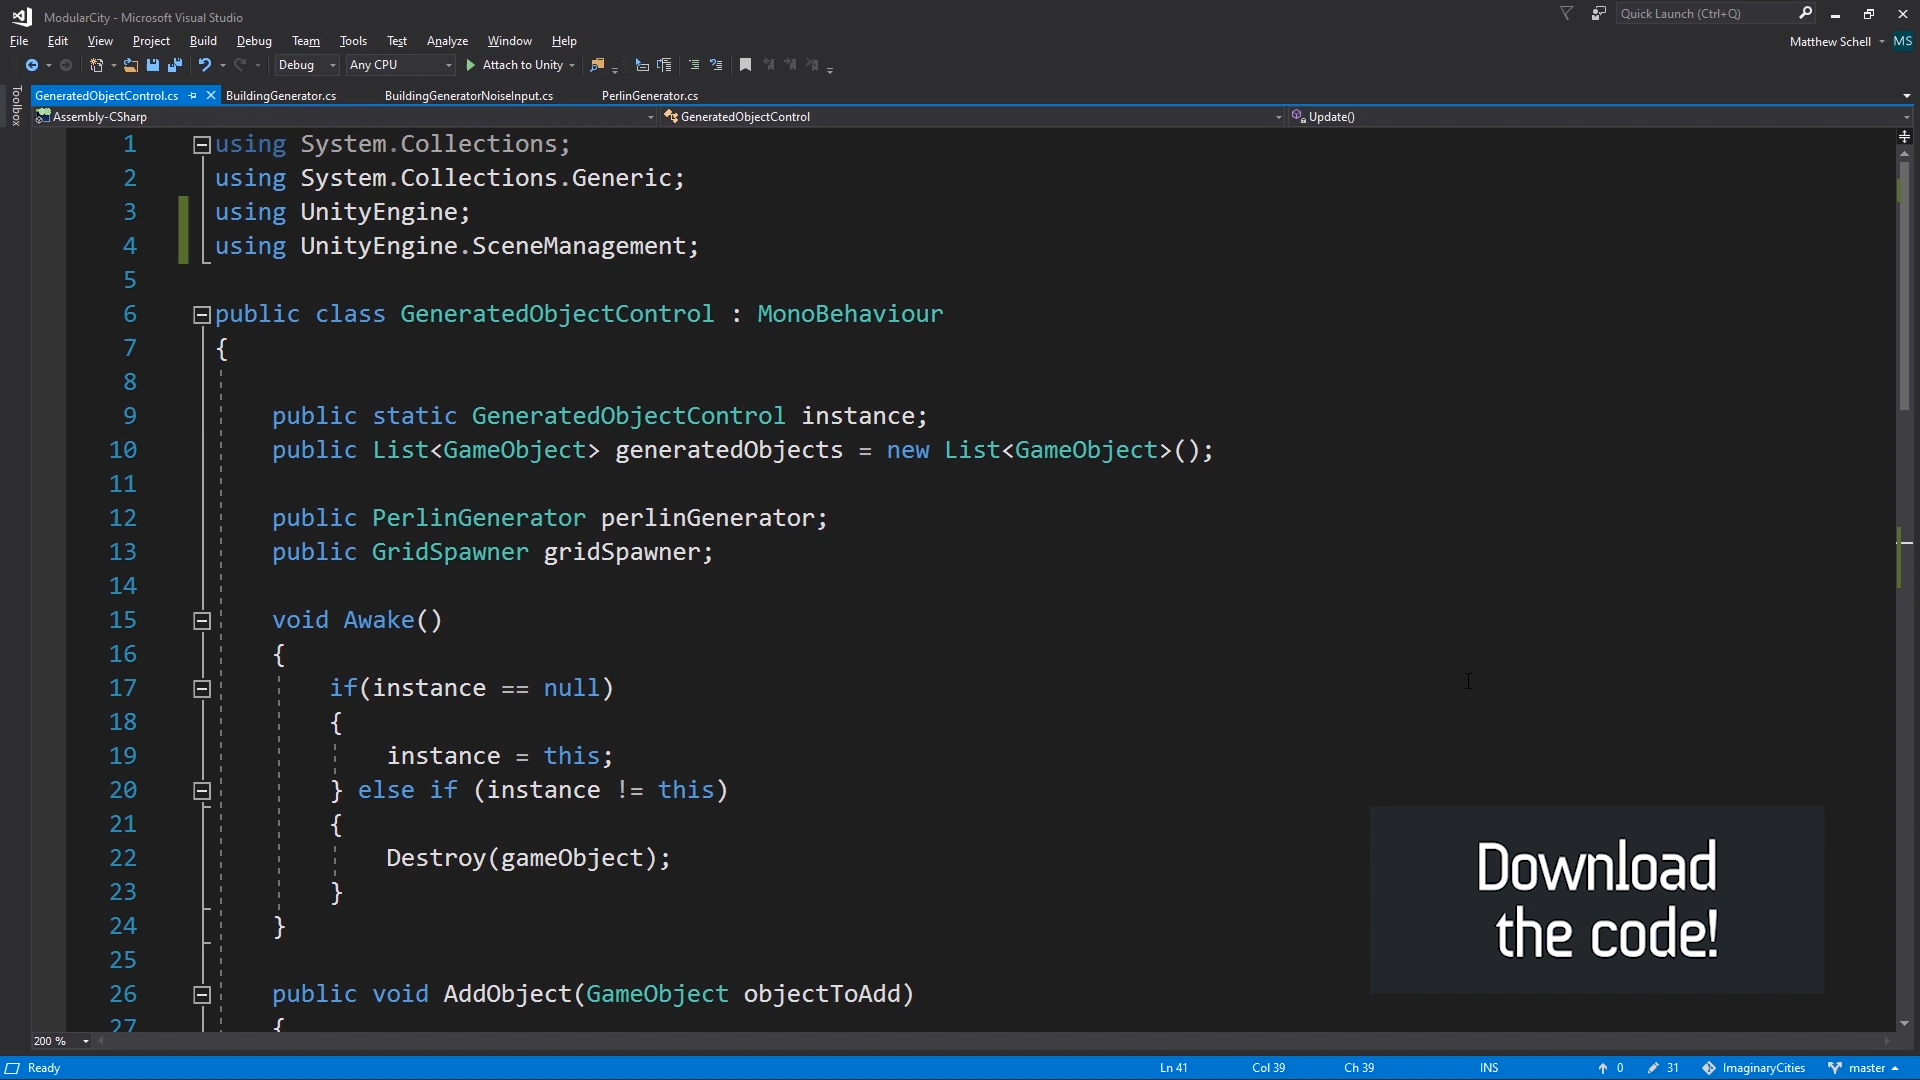 ModularCity - Microsoft Visual Studio
Quick Launch (Ctrl+Q)
File Edit View Project Build Debug Team Tools Test Analyze Window Help
Matthew Schell MS
Debug Any CPU Attach to Unity
Toolbox
GeneratedObjectControl.cs BuildingGenerator.cs BuildingGeneratorNoiseInput.cs PerlinGenerator.cs
Assembly-CSharp GeneratedObjectControl Update()
1 using System.Collections;
2 using System.Collections.Generic;
3 using UnityEngine;
4 using UnityEngine.SceneManagement;
5
6 public class GeneratedObjectControl : MonoBehaviour
7 {
8
9 public static GeneratedObjectControl instance;
10 public List<GameObject> generatedObjects = new List<GameObject>();
11
12 public PerlinGenerator perlinGenerator;
13 public GridSpawner gridSpawner;
14
15 void Awake()
16 {
17 if(instance == null)
18 {
19 instance = this;
20 } else if (instance != this)
21 {
22 Destroy(gameObject);
23 }
24 }
25
26 public void AddObject(GameObject objectToAdd)
27 {
Download
the code!
200 %
Ready Ln 41 Col 39 Ch 39 INS 0 31 ImaginaryCities master